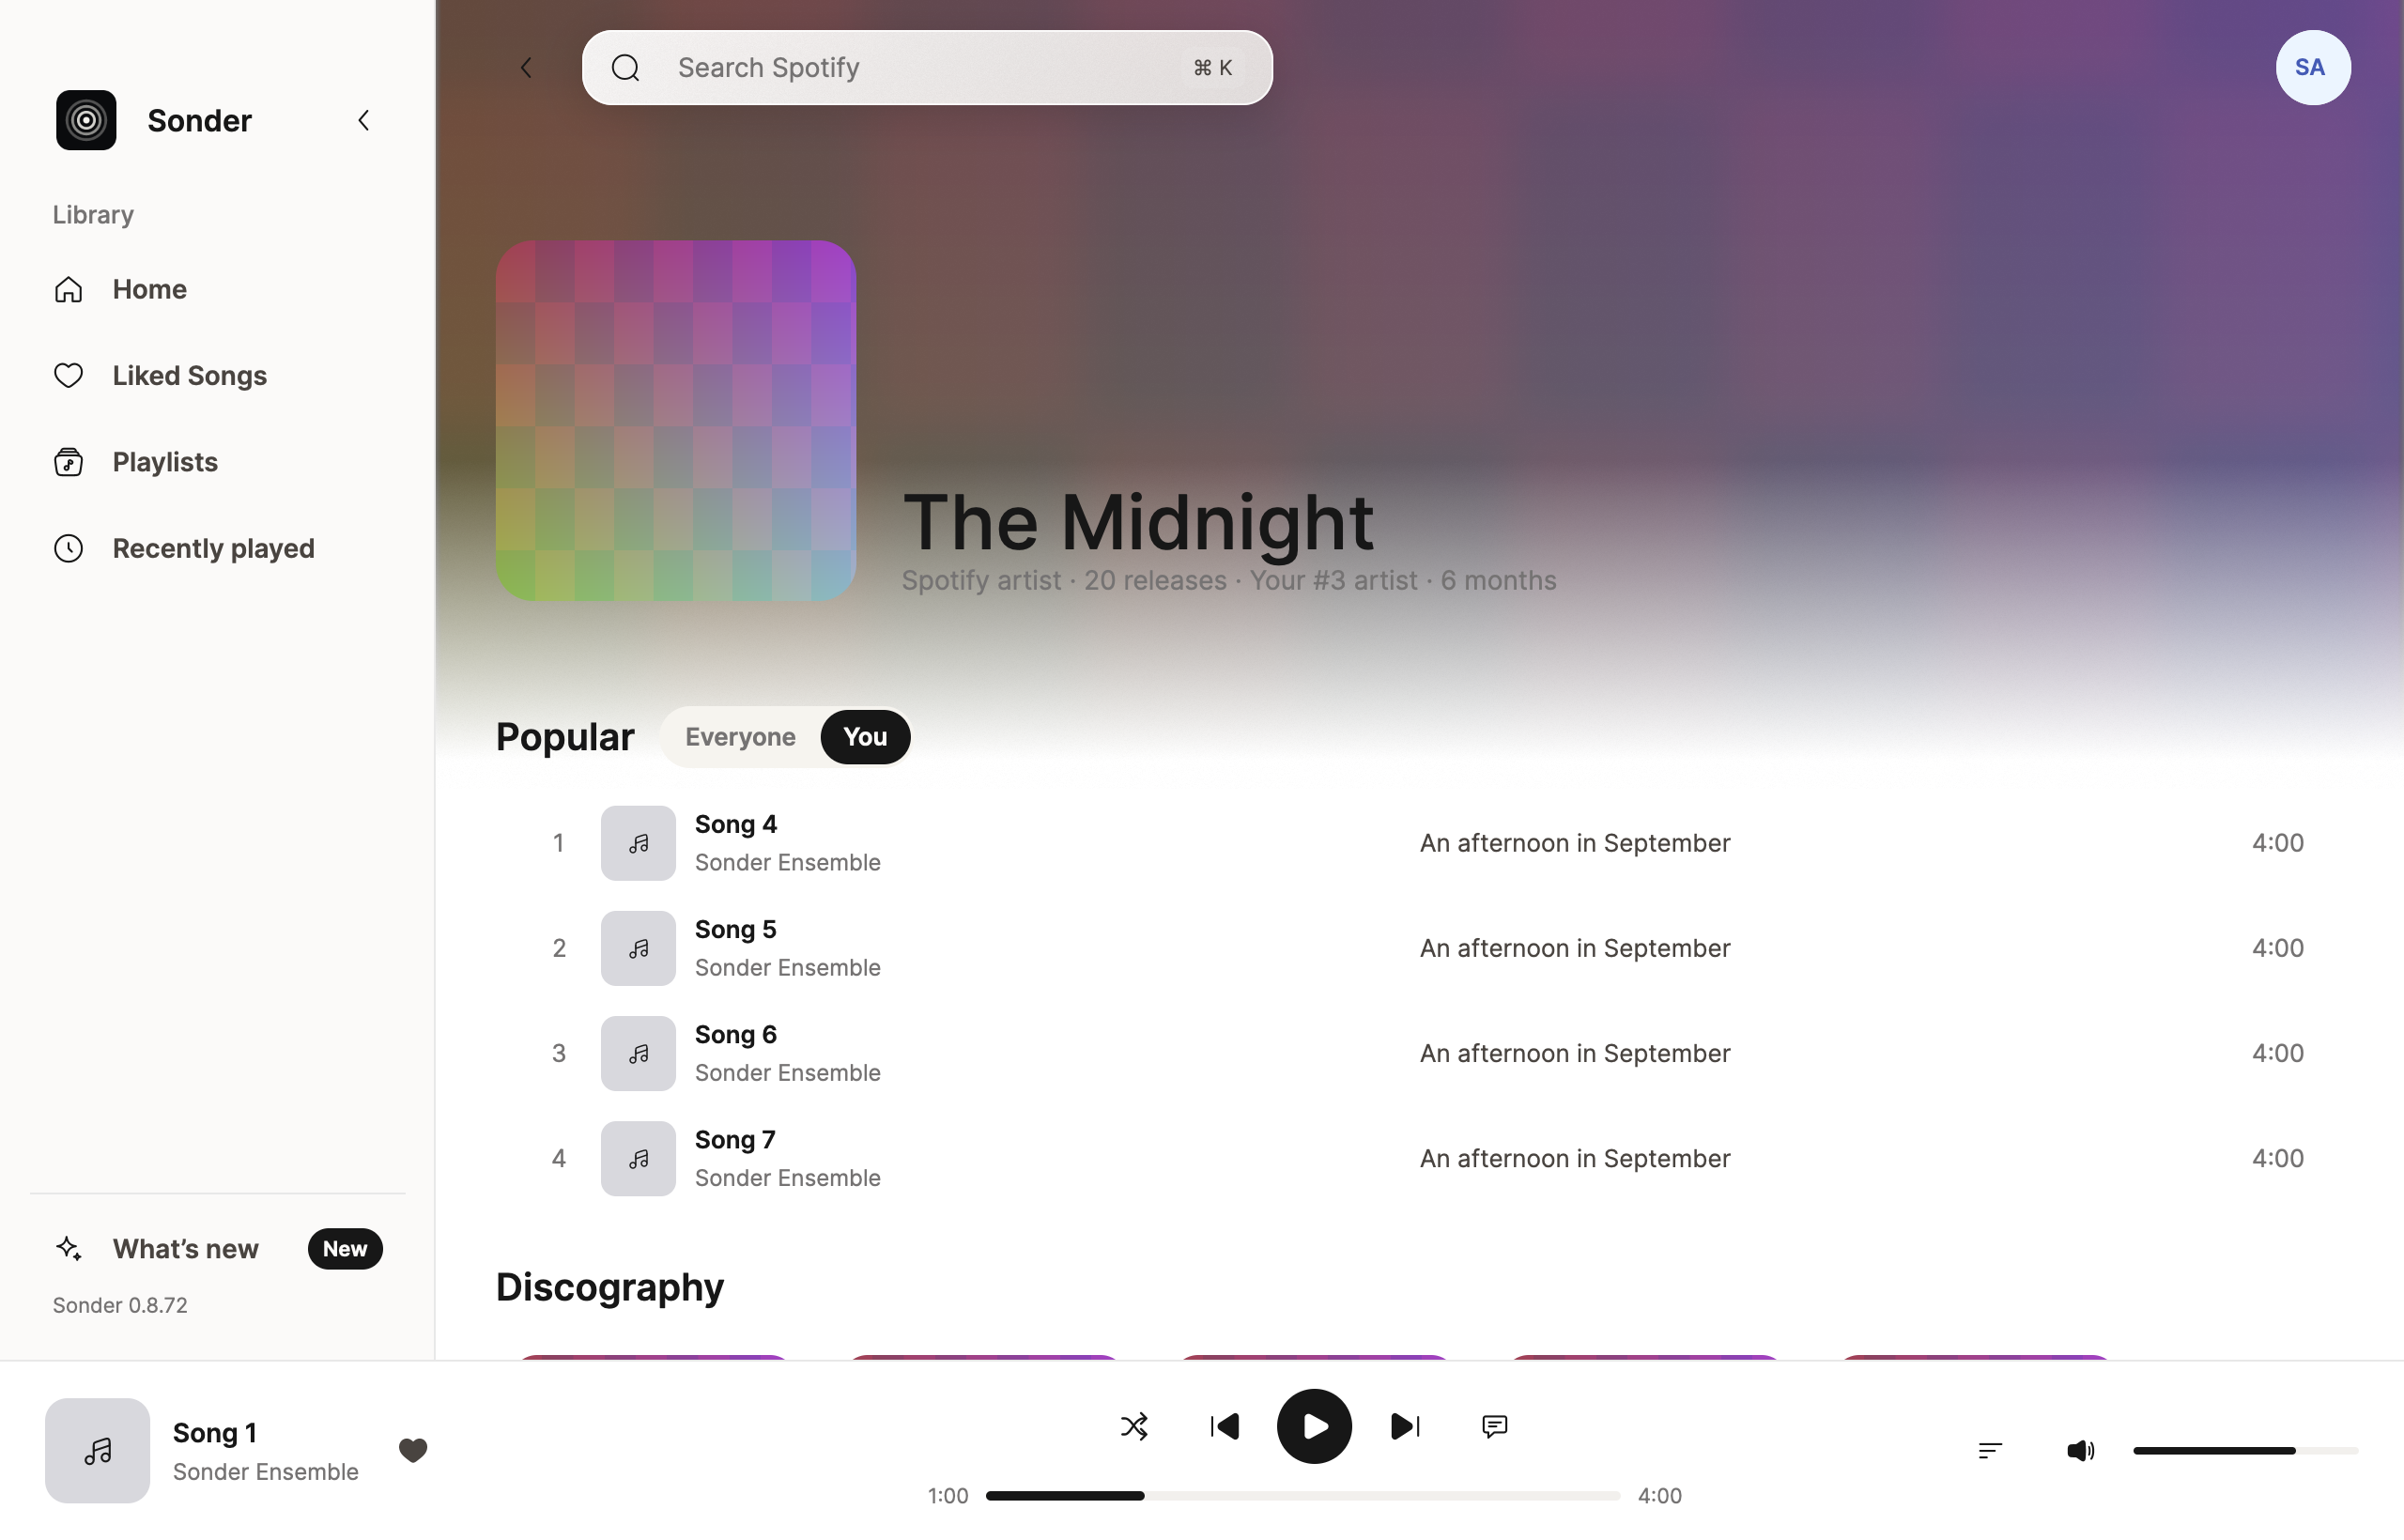 Sonder
Library
Home
Liked Songs
Playlists
Recently played
What’s new
New
Sonder 0.8.72
Search Spotify
⌘ K
SA
The Midnight
Spotify artist · 20 releases · Your #3 artist · 6 months
Popular
Everyone
You
1
Song 4
Sonder Ensemble
An afternoon in September
4:00
2
Song 5
Sonder Ensemble
An afternoon in September
4:00
3
Song 6
Sonder Ensemble
An afternoon in September
4:00
4
Song 7
Sonder Ensemble
An afternoon in September
4:00
Discography
Song 1
Sonder Ensemble
1:00
4:00